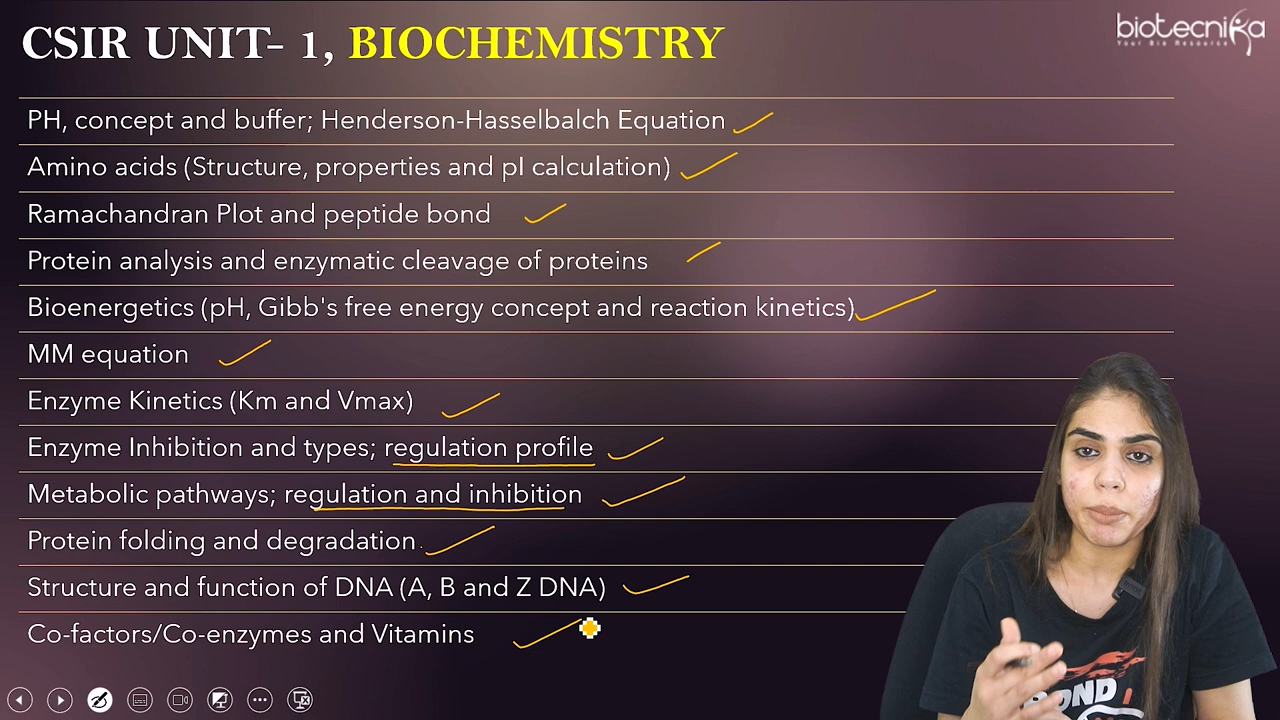 CSIR UNIT- 1, BIOCHEMISTRY
biotecnika
Your Bio Resource
PH, concept and buffer; Henderson-Hasselbalch Equation
Amino acids (Structure, properties and pI calculation)
Ramachandran Plot and peptide bond
Protein analysis and enzymatic cleavage of proteins
Bioenergetics (pH, Gibb's free energy concept and reaction kinetics)
MM equation
Enzyme Kinetics (Km and Vmax)
Enzyme Inhibition and types; regulation profile
Metabolic pathways; regulation and inhibition
Protein folding and degradation.
Structure and function of DNA (A, B and Z DNA)
Co-factors/Co-enzymes and Vitamins